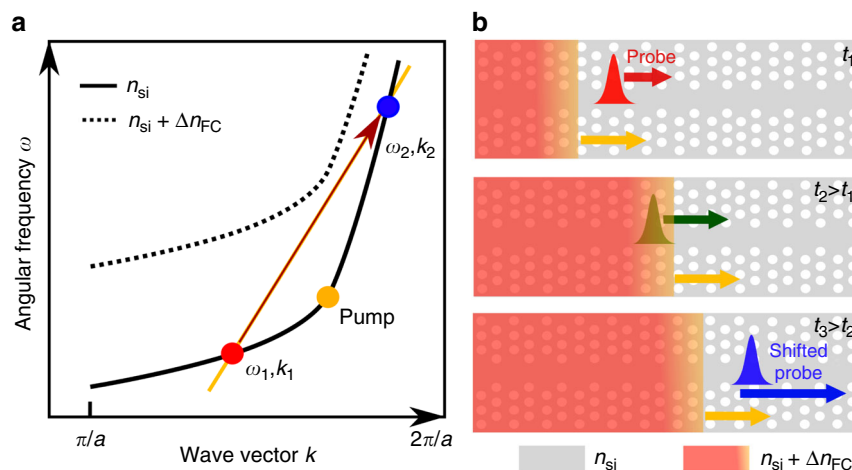 a
n_si
n_si + Δn_FC
Angular frequency ω
ω₂,k₂
Pump
ω₁,k₁
π/a
Wave vector k
2π/a
b
Probe
t₁
t₂>t₁
t₃>t₂
Shifted
probe
n_si
n_si + Δn_FC